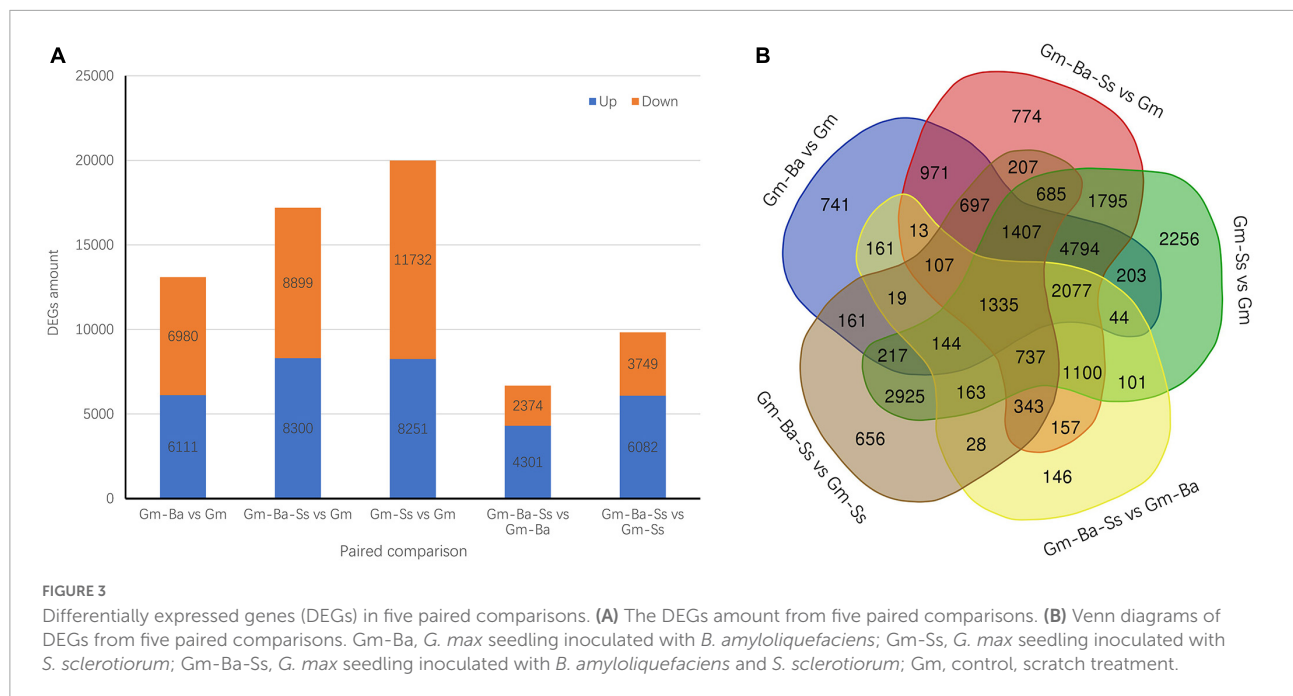 A
25000
20000
15000
10000
5000
0
DEGs amount
Up Down
6980
6111
8899
8300
11732
8251
2374
4301
3749
6082
Gm-Ba vs Gm
Gm-Ba-Ss vs Gm
Gm-Ss vs Gm
Gm-Ba-Ss vs
Gm-Ba
Gm-Ba-Ss vs
Gm-Ss
Paired comparison
B
Gm-Ba-Ss vs Gm
Gm-Ba vs Gm
Gm-Ss vs Gm
Gm-Ba-Ss vs Gm-Ss
Gm-Ba-Ss vs Gm-Ba
774
971
207
741
697
685
1795
161
13
1407
4794
2256
107
203
19
1335
2077
44
161
144
217
737
1100
101
2925
163
343
157
656
28
146
FIGURE 3
Differentially expressed genes (DEGs) in five paired comparisons. (A) The DEGs amount from five paired comparisons. (B) Venn diagrams of
DEGs from five paired comparisons. Gm-Ba, G. max seedling inoculated with B. amyloliquefaciens; Gm-Ss, G. max seedling inoculated with
S. sclerotiorum; Gm-Ba-Ss, G. max seedling inoculated with B. amyloliquefaciens and S. sclerotiorum; Gm, control, scratch treatment.